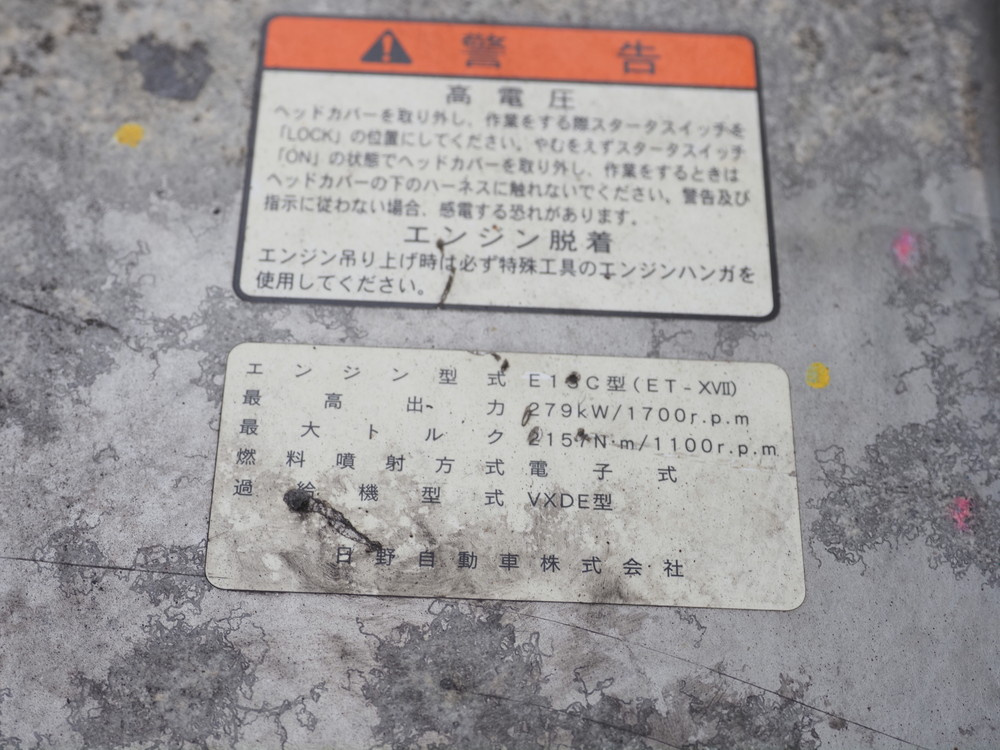 警告
高電圧
ヘッドカバーを取り外し、作業をする際スタータスイッチを
「LOCK」の位置にしてください。やむをえずスタータスイッチ
「ON」の状態でヘッドカバーを取り外し、作業をするときは
ヘッドカバーの下のハーネスに触れないでください。警告及び
指示に従わない場合、感電する恐れがあります。
エンジン脱着
エンジン吊り上げ時は必ず特殊工具のエンジンハンガを
使用してください。
エンジン型式 E13C型(ET-XVII)
最高出力 279kW/1700r.p.m
最大トルク 2157N·m/1100r.p.m
燃料噴射方式 電子式
過給機型式 VXDE型
日野自動車株式会社